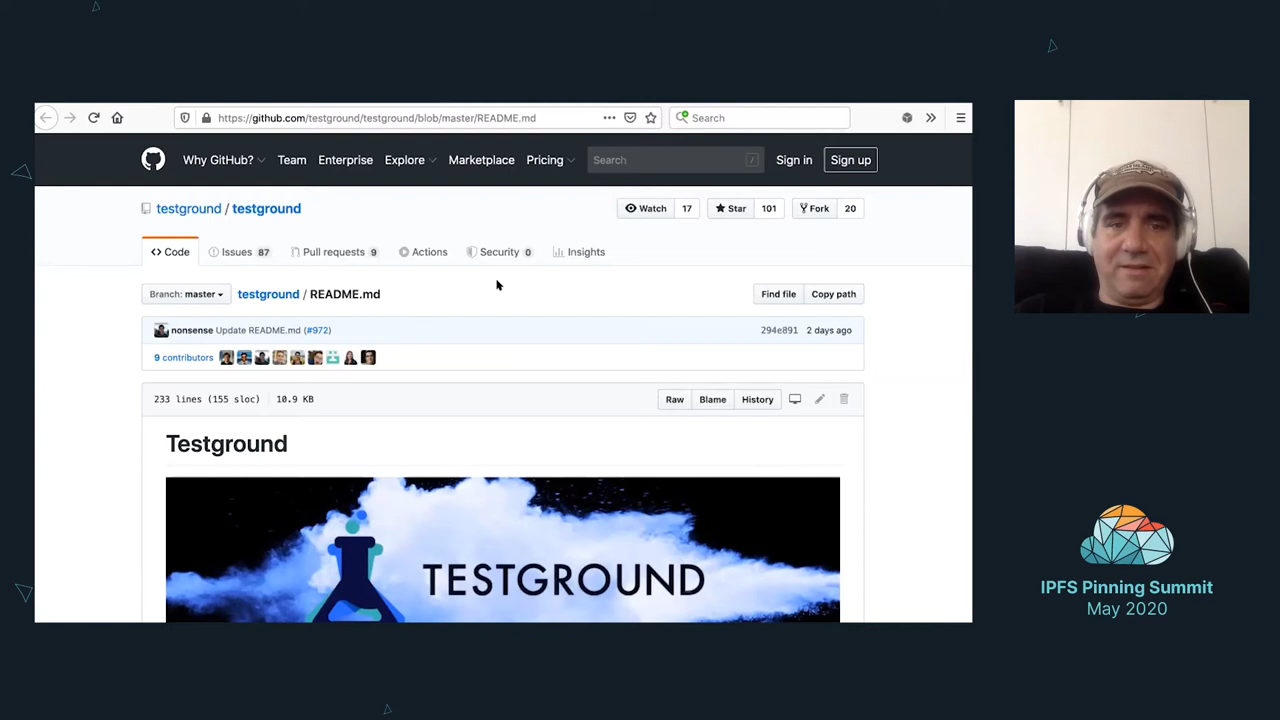 https://github.com/testground/testground/blob/master/README.md
Search
Why GitHub? Team Enterprise Explore Marketplace Pricing Search / Sign in Sign up
testground / testground Watch 17 Star 101 Fork 20
Code Issues 87 Pull requests 9 Actions Security 0 Insights
Branch: master testground / README.md Find file Copy path
nonsense Update README.md (#972) 294e891 2 days ago
9 contributors
233 lines (155 sloc) 10.9 KB Raw Blame History
Testground
TESTGROUND
IPFS Pinning Summit
May 2020